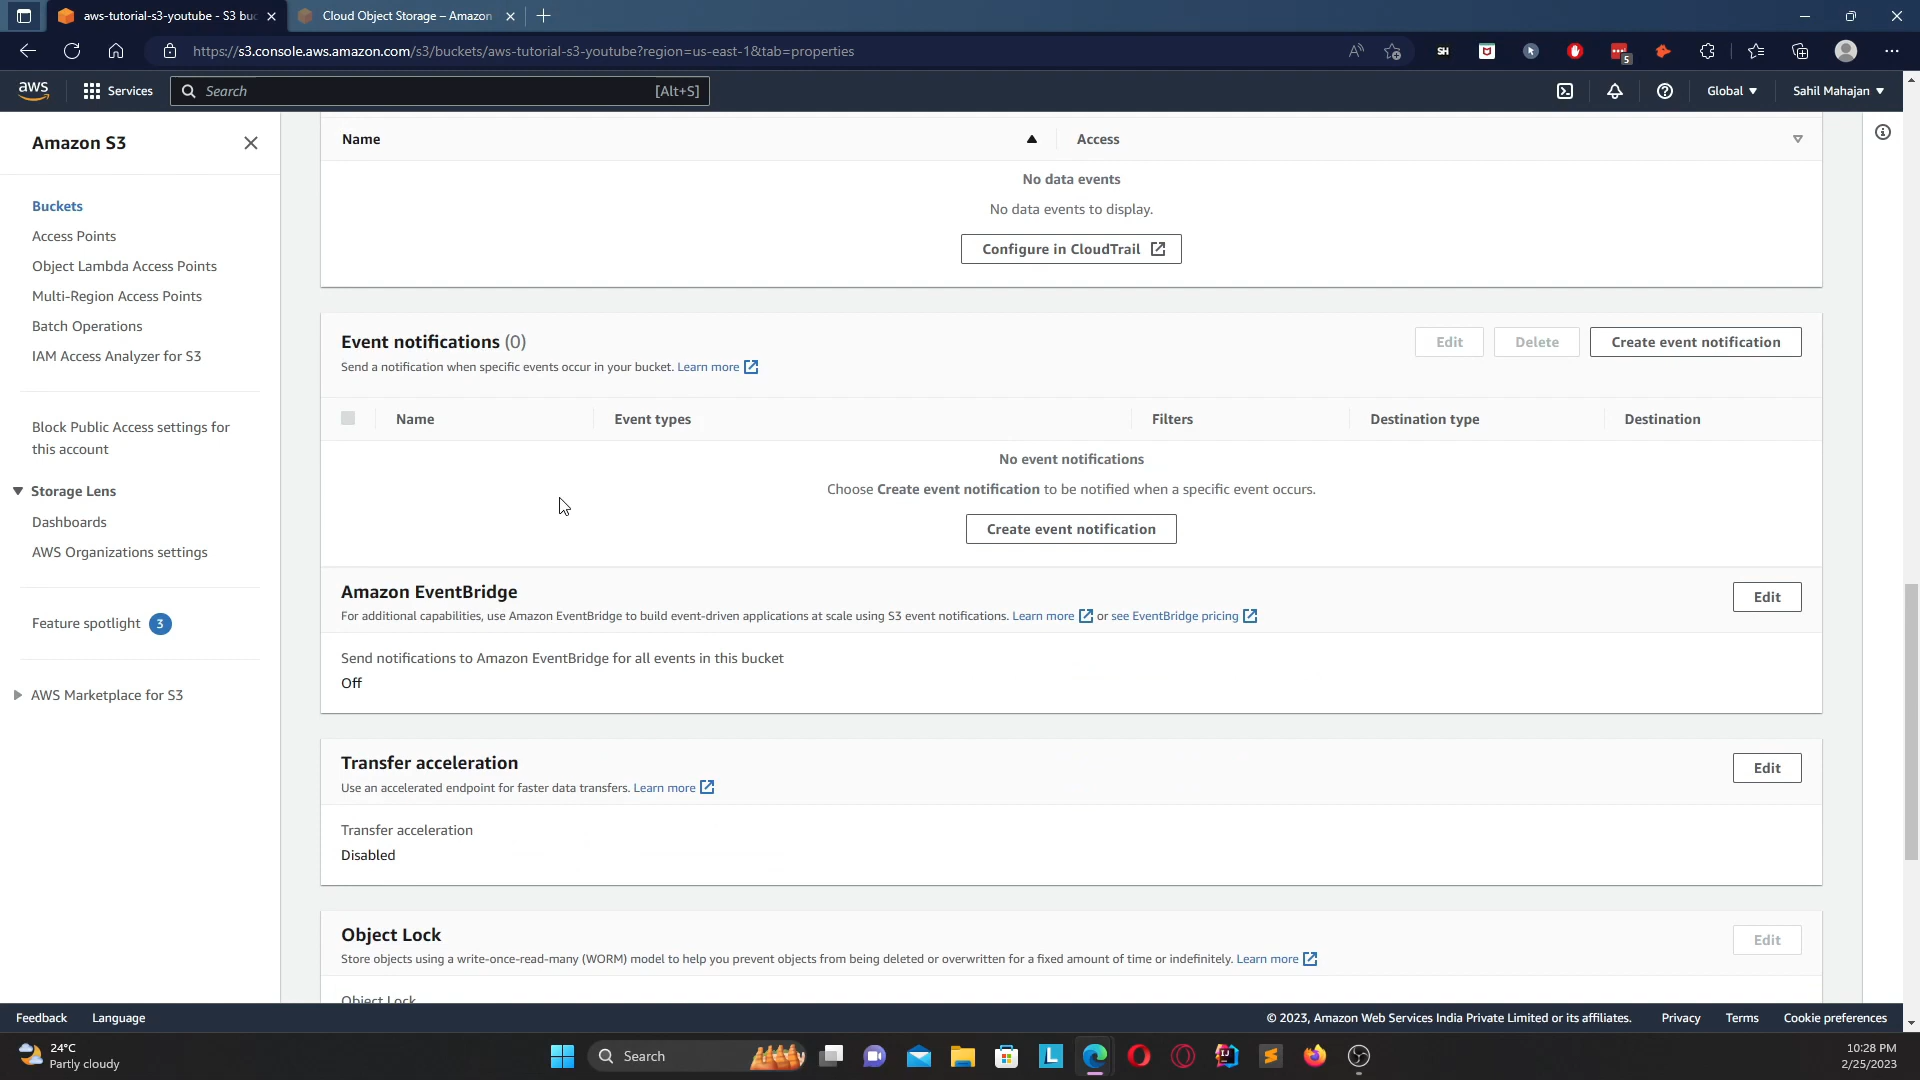 aws-tutorial-s3-youtube - S3 buc
Cloud Object Storage – Amazon
https://s3.console.aws.amazon.com/s3/buckets/aws-tutorial-s3-youtube?region=us-east-1&tab=properties
SH
5
aws
Services
Search
[Alt+S]
Global
Sahil Mahajan
Amazon S3
Buckets
Access Points
Object Lambda Access Points
Multi-Region Access Points
Batch Operations
IAM Access Analyzer for S3
Block Public Access settings for
this account
Storage Lens
Dashboards
AWS Organizations settings
Feature spotlight 3
AWS Marketplace for S3
Name
Access
No data events
No data events to display.
Configure in CloudTrail
Event notifications (0)
Send a notification when specific events occur in your bucket. Learn more
Edit
Delete
Create event notification
Name
Event types
Filters
Destination type
Destination
No event notifications
Choose Create event notification to be notified when a specific event occurs.
Create event notification
Amazon EventBridge
For additional capabilities, use Amazon EventBridge to build event-driven applications at scale using S3 event notifications. Learn more or see EventBridge pricing
Edit
Send notifications to Amazon EventBridge for all events in this bucket
Off
Transfer acceleration
Use an accelerated endpoint for faster data transfers. Learn more
Edit
Transfer acceleration
Disabled
Object Lock
Store objects using a write-once-read-many (WORM) model to help you prevent objects from being deleted or overwritten for a fixed amount of time or indefinitely. Learn more
Edit
Object Lock
Feedback
Language
© 2023, Amazon Web Services India Private Limited or its affiliates.
Privacy
Terms
Cookie preferences
24°C
Partly cloudy
Search
L
10:28 PM
2/25/2023